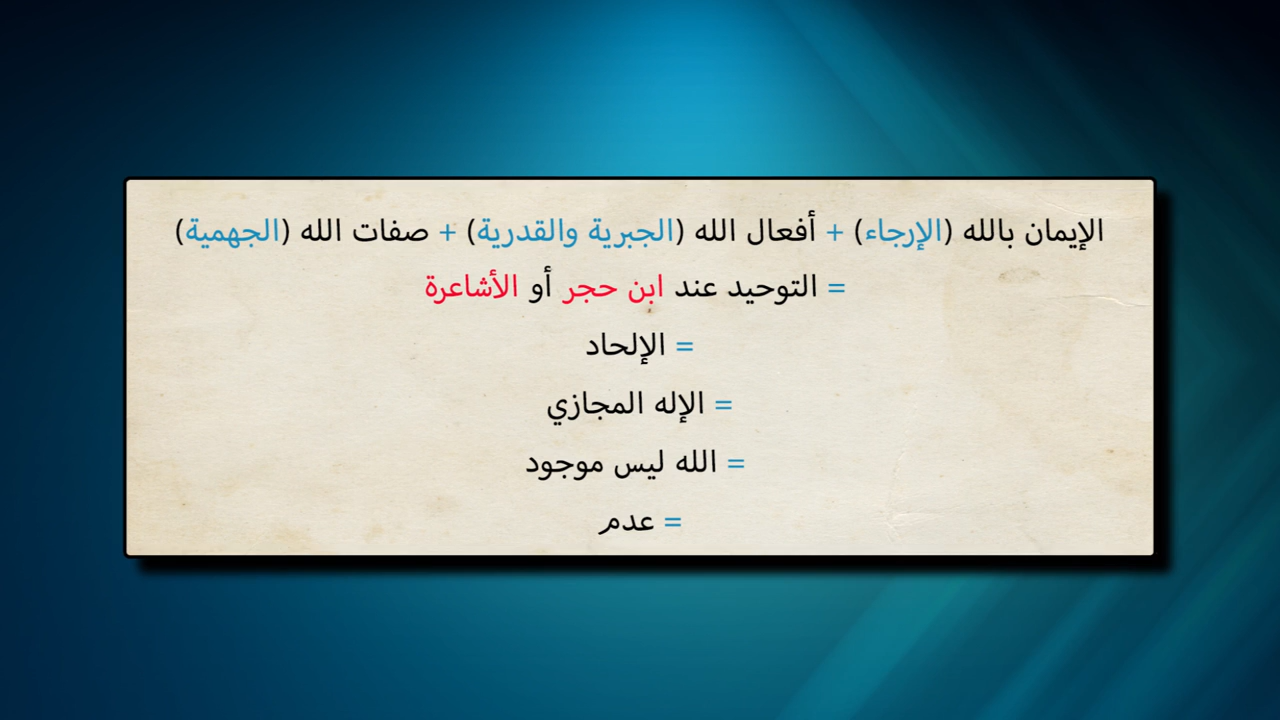 الإيمان بالله (الإرجاء) + أفعال الله (الجبرية والقدرية) + صفات الله (الجهمية)
= التوحيد عند ابن حجر أو الأشاعرة
= الإلحاد
= الإله المجازي
= الله ليس موجود
= عدم